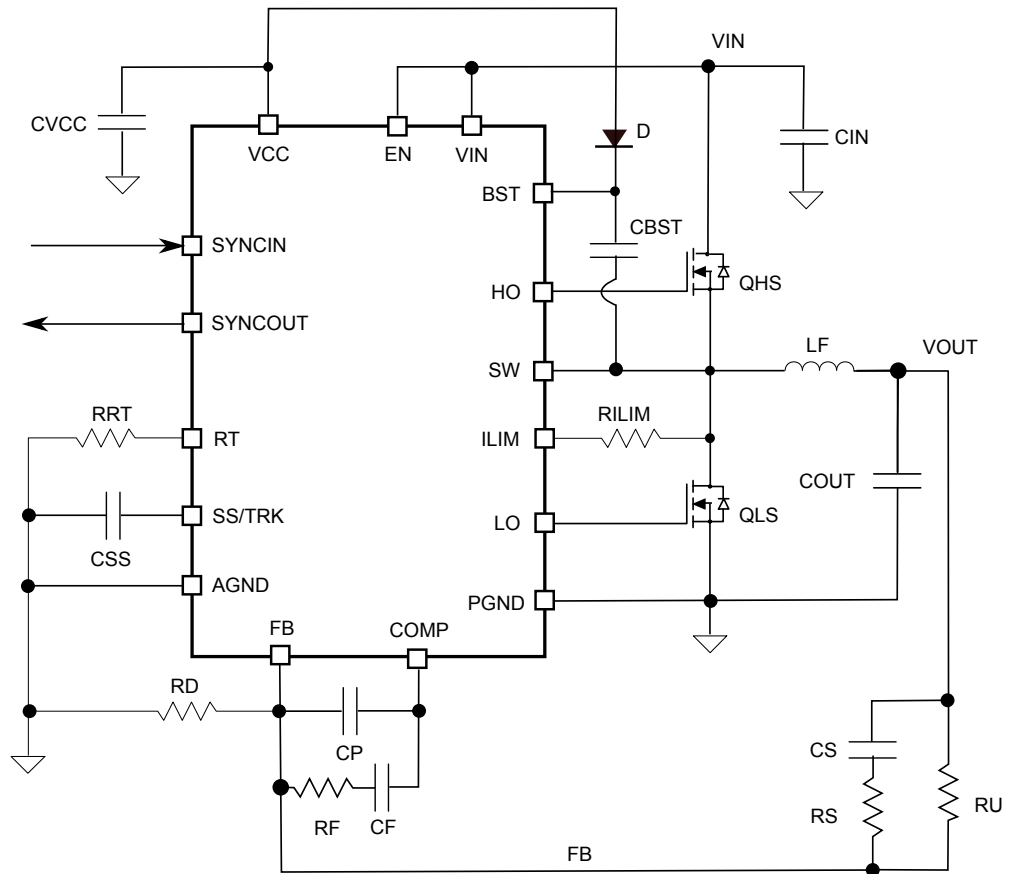 VIN
CVCC
D
CIN
VCC
EN
VIN
BST
CBST
SYNCIN
QHS
HO
SYNCOUT
LF
VOUT
SW
RRT
RILIM
RT
ILIM
COUT
SS/TRK
LO
QLS
CSS
AGND
PGND
FB
COMP
RD
CP
CS
RS
RU
RF
CF
FB